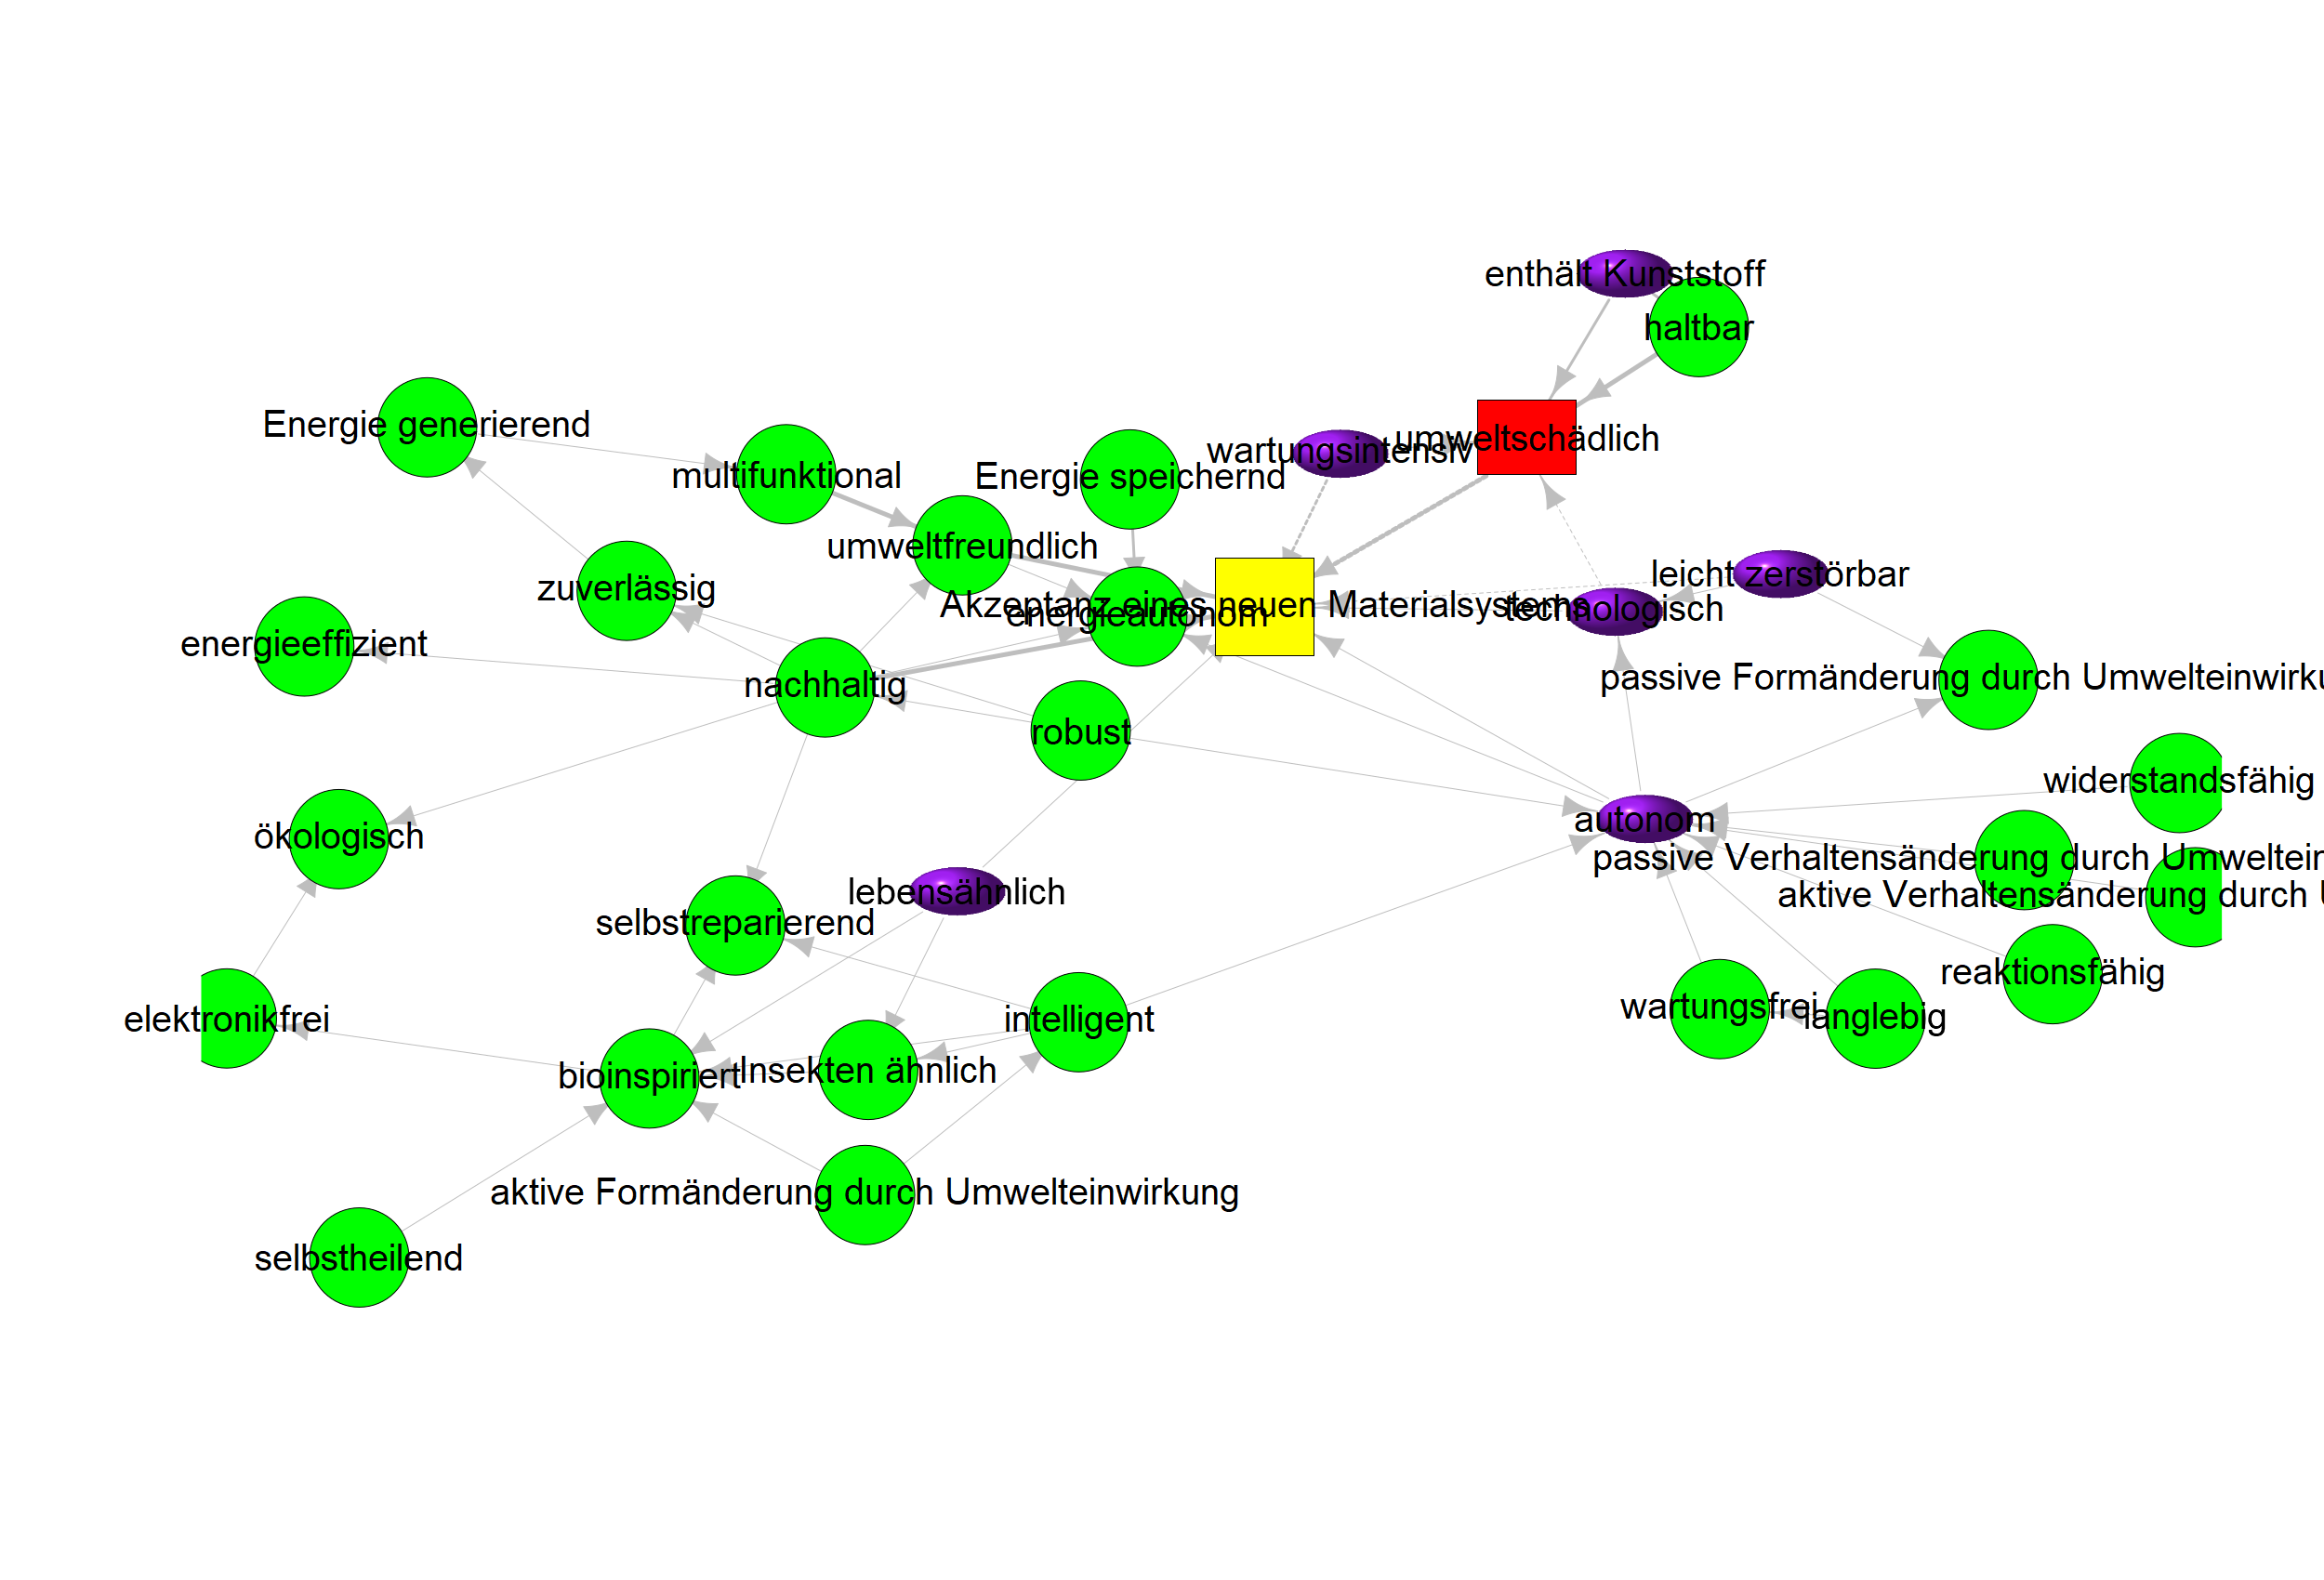 enthält Kunststoff
haltbar
Energie generierend
umweltschädlich
wartungsintensiv
multifunktional
Energie speichernd
umweltfreundlich
leicht zerstörbar
zuverlässig
Akzeptanz eines neuen Materialsystems
technologisch
energieautonom
energieeffizient
passive Formänderung durch Umwelteinwirku
nachhaltig
robust
widerstandsfähig
autonom
ökologisch
passive Verhaltensänderung durch Umweltein
lebensähnlich
aktive Verhaltensänderung durch U
selbstreparierend
reaktionsfähig
wartungsfrei
elektronikfrei
intelligent
langlebig
Insekten ähnlich
bioinspiriert
aktive Formänderung durch Umwelteinwirkung
selbstheilend